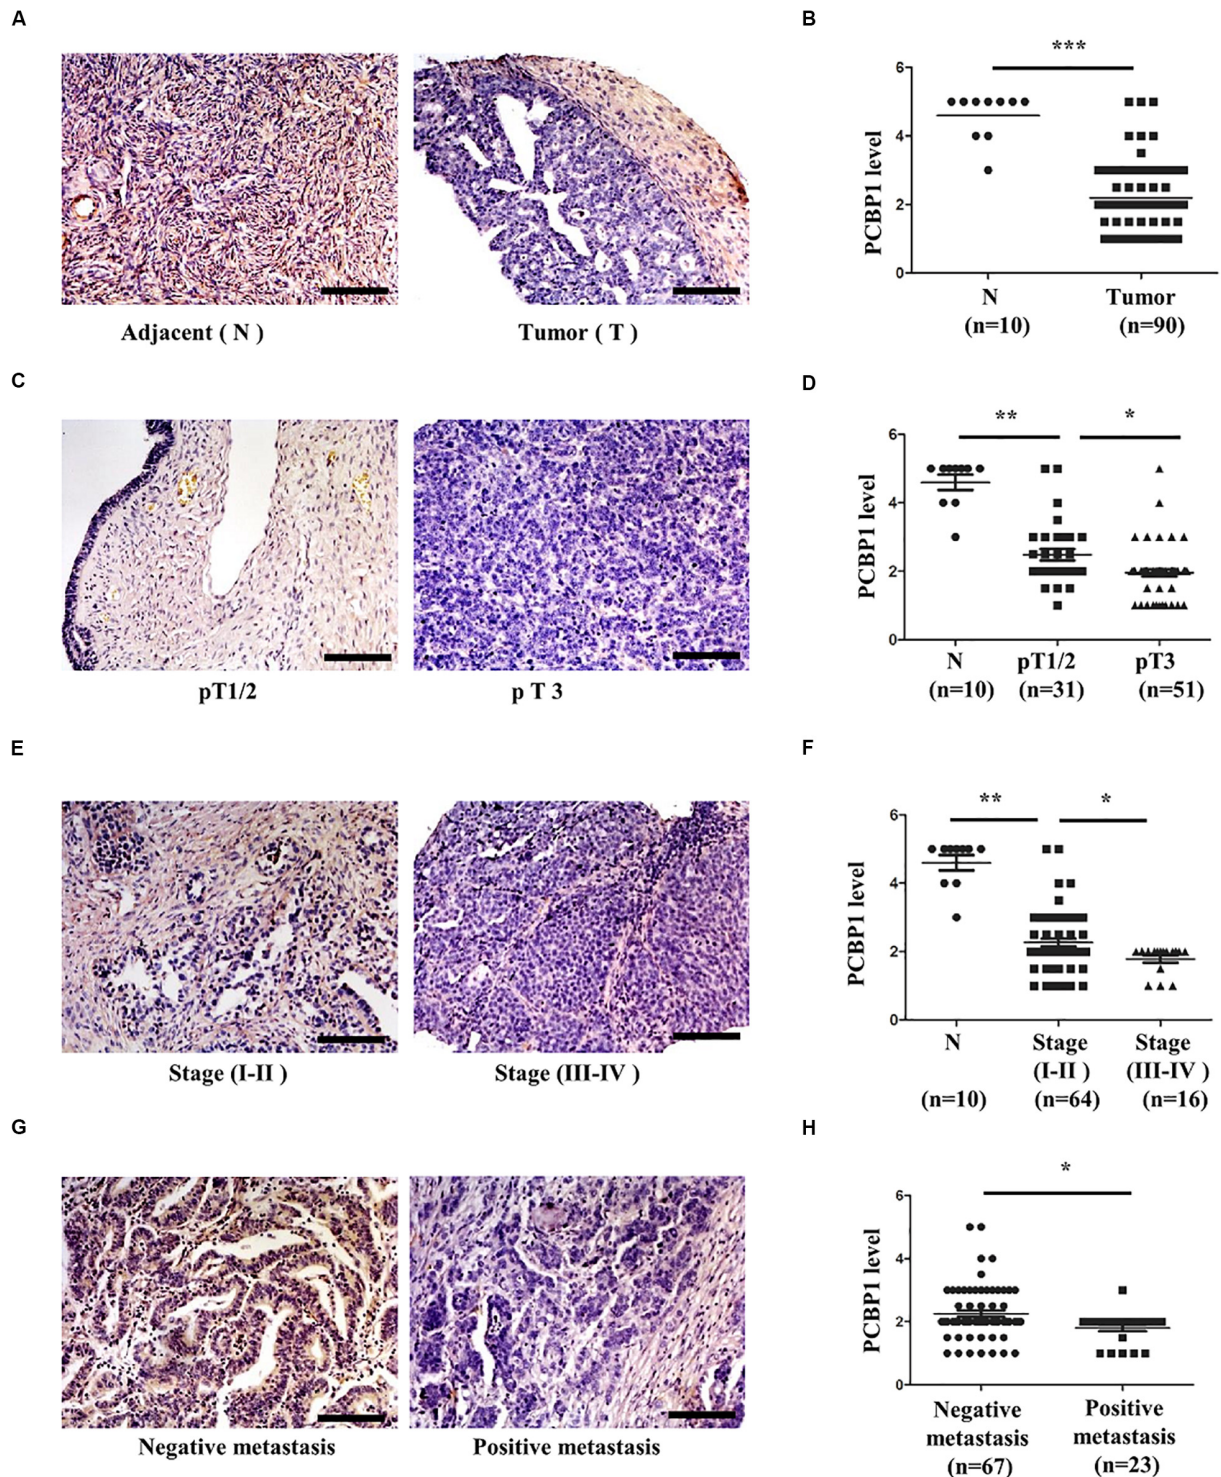 A
B
***
6
4
2
0
PCBP1 level
N
Tumor
(n=10)
(n=90)
Adjacent ( N )
Tumor ( T )
C
D
**
*
6
4
2
0
PCBP1 level
N
pT1/2
pT3
(n=10)
(n=31)
(n=51)
pT1/2
p T 3
E
F
**
*
6
4
2
0
PCBP1 level
N
Stage
Stage
(I-II )
(III-IV )
(n=10)
(n=64)
(n=16)
Stage (I-II )
Stage (III-IV )
G
H
*
6
4
2
0
PCBP1 level
Negative
metastasis
(n=67)
Positive
metastasis
(n=23)
Negative metastasis
Positive metastasis